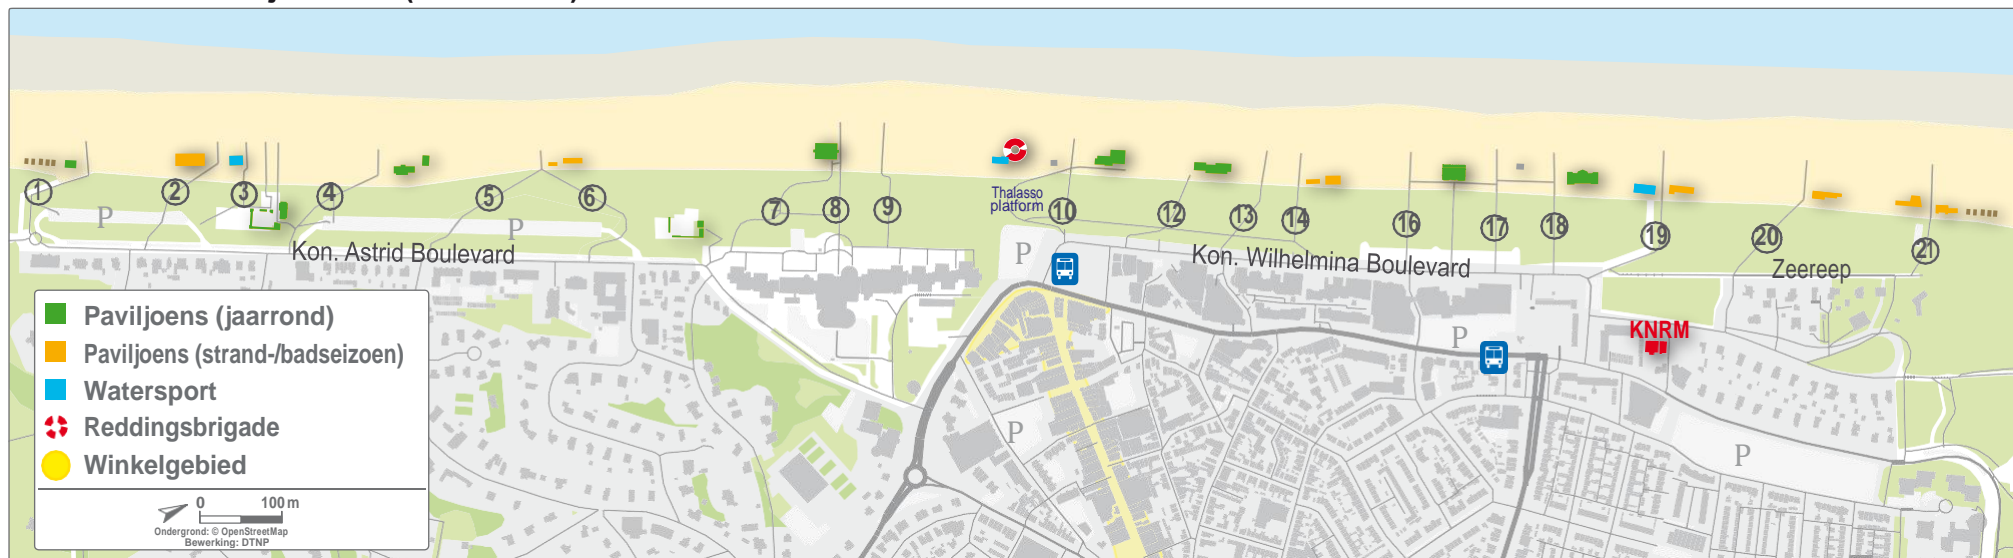 1
2
3
4
5
6
7
8
9
10
12
13
14
16
17
18
19
20
21
Thalasso
platform
P
P
P
P
P
P
Kon. Astrid Boulevard
Kon. Wilhelmina Boulevard
Zeereep
KNRM
Paviljoens (jaarrond)
Paviljoens (strand-/badseizoen)
Watersport
Reddingsbrigade
Winkelgebied
0 100 m
Ondergrond: © OpenStreetMap
Bewerking: DTNP